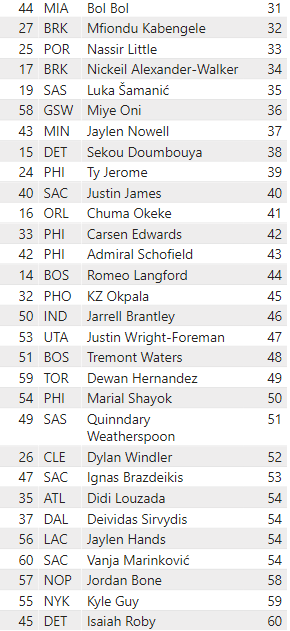 44 MIA Bol Bol 31
27 BRK Mfiondu Kabengele 32
25 POR Nassir Little 33
17 BRK Nickeil Alexander-Walker 34
19 SAS Luka Šamanić 35
58 GSW Miye Oni 36
43 MIN Jaylen Nowell 37
15 DET Sekou Doumbouya 38
24 PHI Ty Jerome 39
40 SAC Justin James 40
16 ORL Chuma Okeke 41
33 PHI Carsen Edwards 42
42 PHI Admiral Schofield 43
14 BOS Romeo Langford 44
32 PHO KZ Okpala 45
50 IND Jarrell Brantley 46
53 UTA Justin Wright-Foreman 47
51 BOS Tremont Waters 48
59 TOR Dewan Hernandez 49
54 PHI Marial Shayok 50
49 SAS Quinndary 51
Weatherspoon
26 CLE Dylan Windler 52
47 SAC Ignas Brazdeikis 53
35 ATL Didi Louzada 54
37 DAL Deividas Sirvydis 54
56 LAC Jaylen Hands 54
60 SAC Vanja Marinković 54
57 NOP Jordan Bone 58
55 NYK Kyle Guy 59
45 DET Isaiah Roby 60